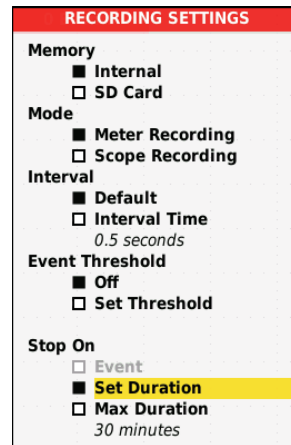 RECORDING SETTINGS
Memory
Internal
SD Card
Mode
Meter Recording
Scope Recording
Interval
Default
Interval Time
0.5 seconds
Event Threshold
Off
Set Threshold
Stop On
Event
Set Duration
Max Duration
30 minutes